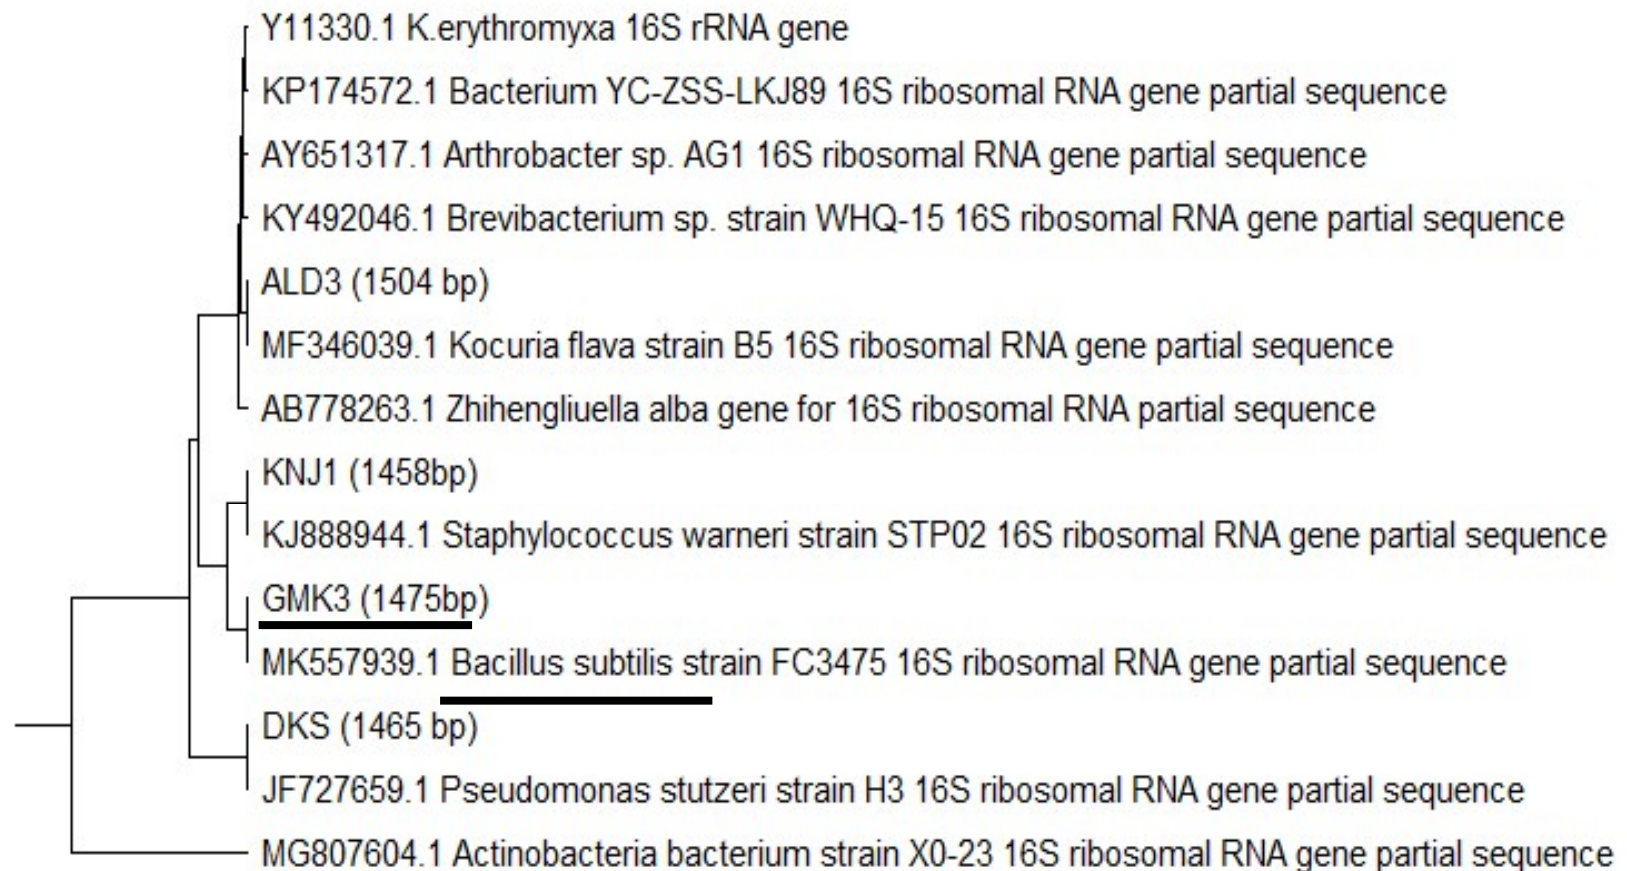 Y11330.1 K.erythromyxa 16S rRNA gene
KP174572.1 Bacterium YC-ZSS-LKJ89 16S ribosomal RNA gene partial sequence
AY651317.1 Arthrobacter sp. AG1 16S ribosomal RNA gene partial sequence
KY492046.1 Brevibacterium sp. strain WHQ-15 16S ribosomal RNA gene partial sequence
ALD3 (1504 bp)
MF346039.1 Kocuria flava strain B5 16S ribosomal RNA gene partial sequence
AB778263.1 Zhihengliuella alba gene for 16S ribosomal RNA partial sequence
KNJ1 (1458bp)
KJ888944.1 Staphylococcus warneri strain STP02 16S ribosomal RNA gene partial sequence
GMK3 (1475bp)
MK557939.1 Bacillus subtilis strain FC3475 16S ribosomal RNA gene partial sequence
DKS (1465 bp)
JF727659.1 Pseudomonas stutzeri strain H3 16S ribosomal RNA gene partial sequence
MG807604.1 Actinobacteria bacterium strain X0-23 16S ribosomal RNA gene partial sequence